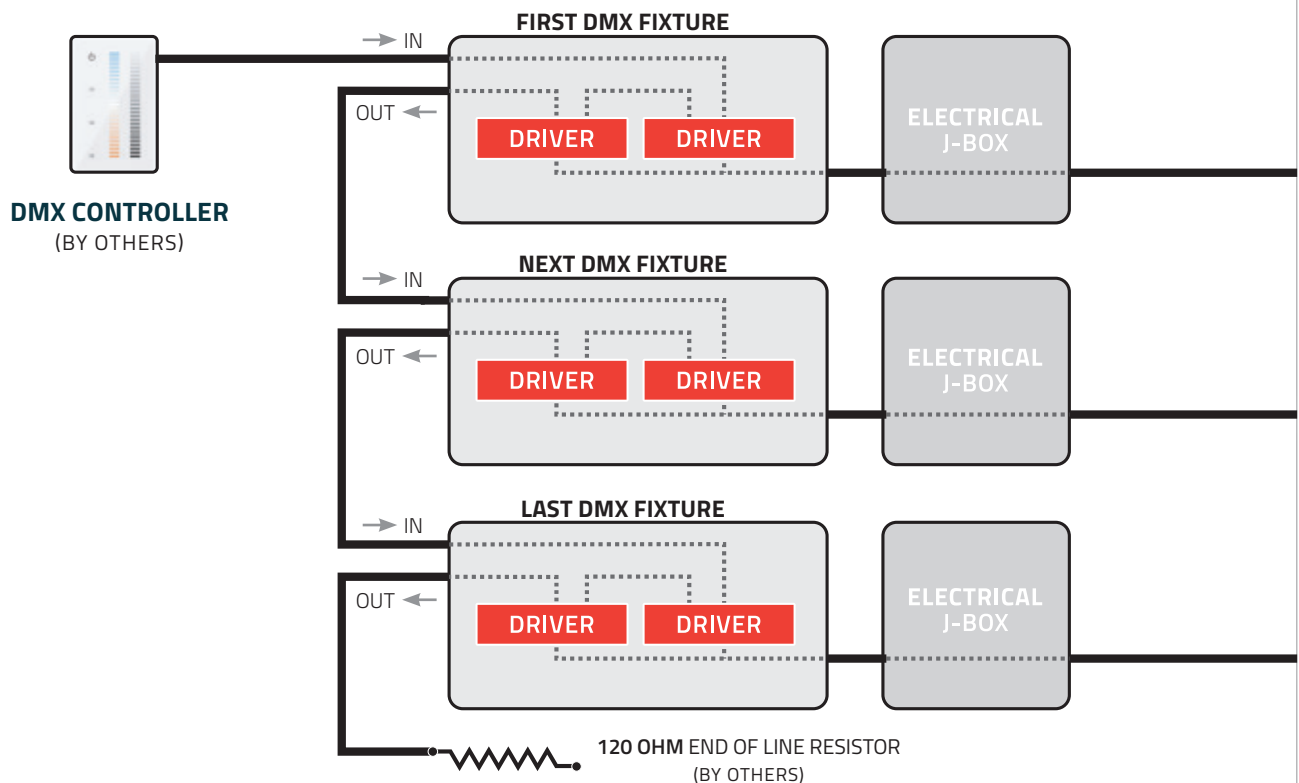 FIRST DMX FIXTURE
IN
OUT
DRIVER
DRIVER
ELECTRICAL
J-BOX
DMX CONTROLLER
(BY OTHERS)
NEXT DMX FIXTURE
IN
OUT
DRIVER
DRIVER
ELECTRICAL
J-BOX
LAST DMX FIXTURE
IN
OUT
DRIVER
DRIVER
ELECTRICAL
J-BOX
120 OHM END OF LINE RESISTOR
(BY OTHERS)